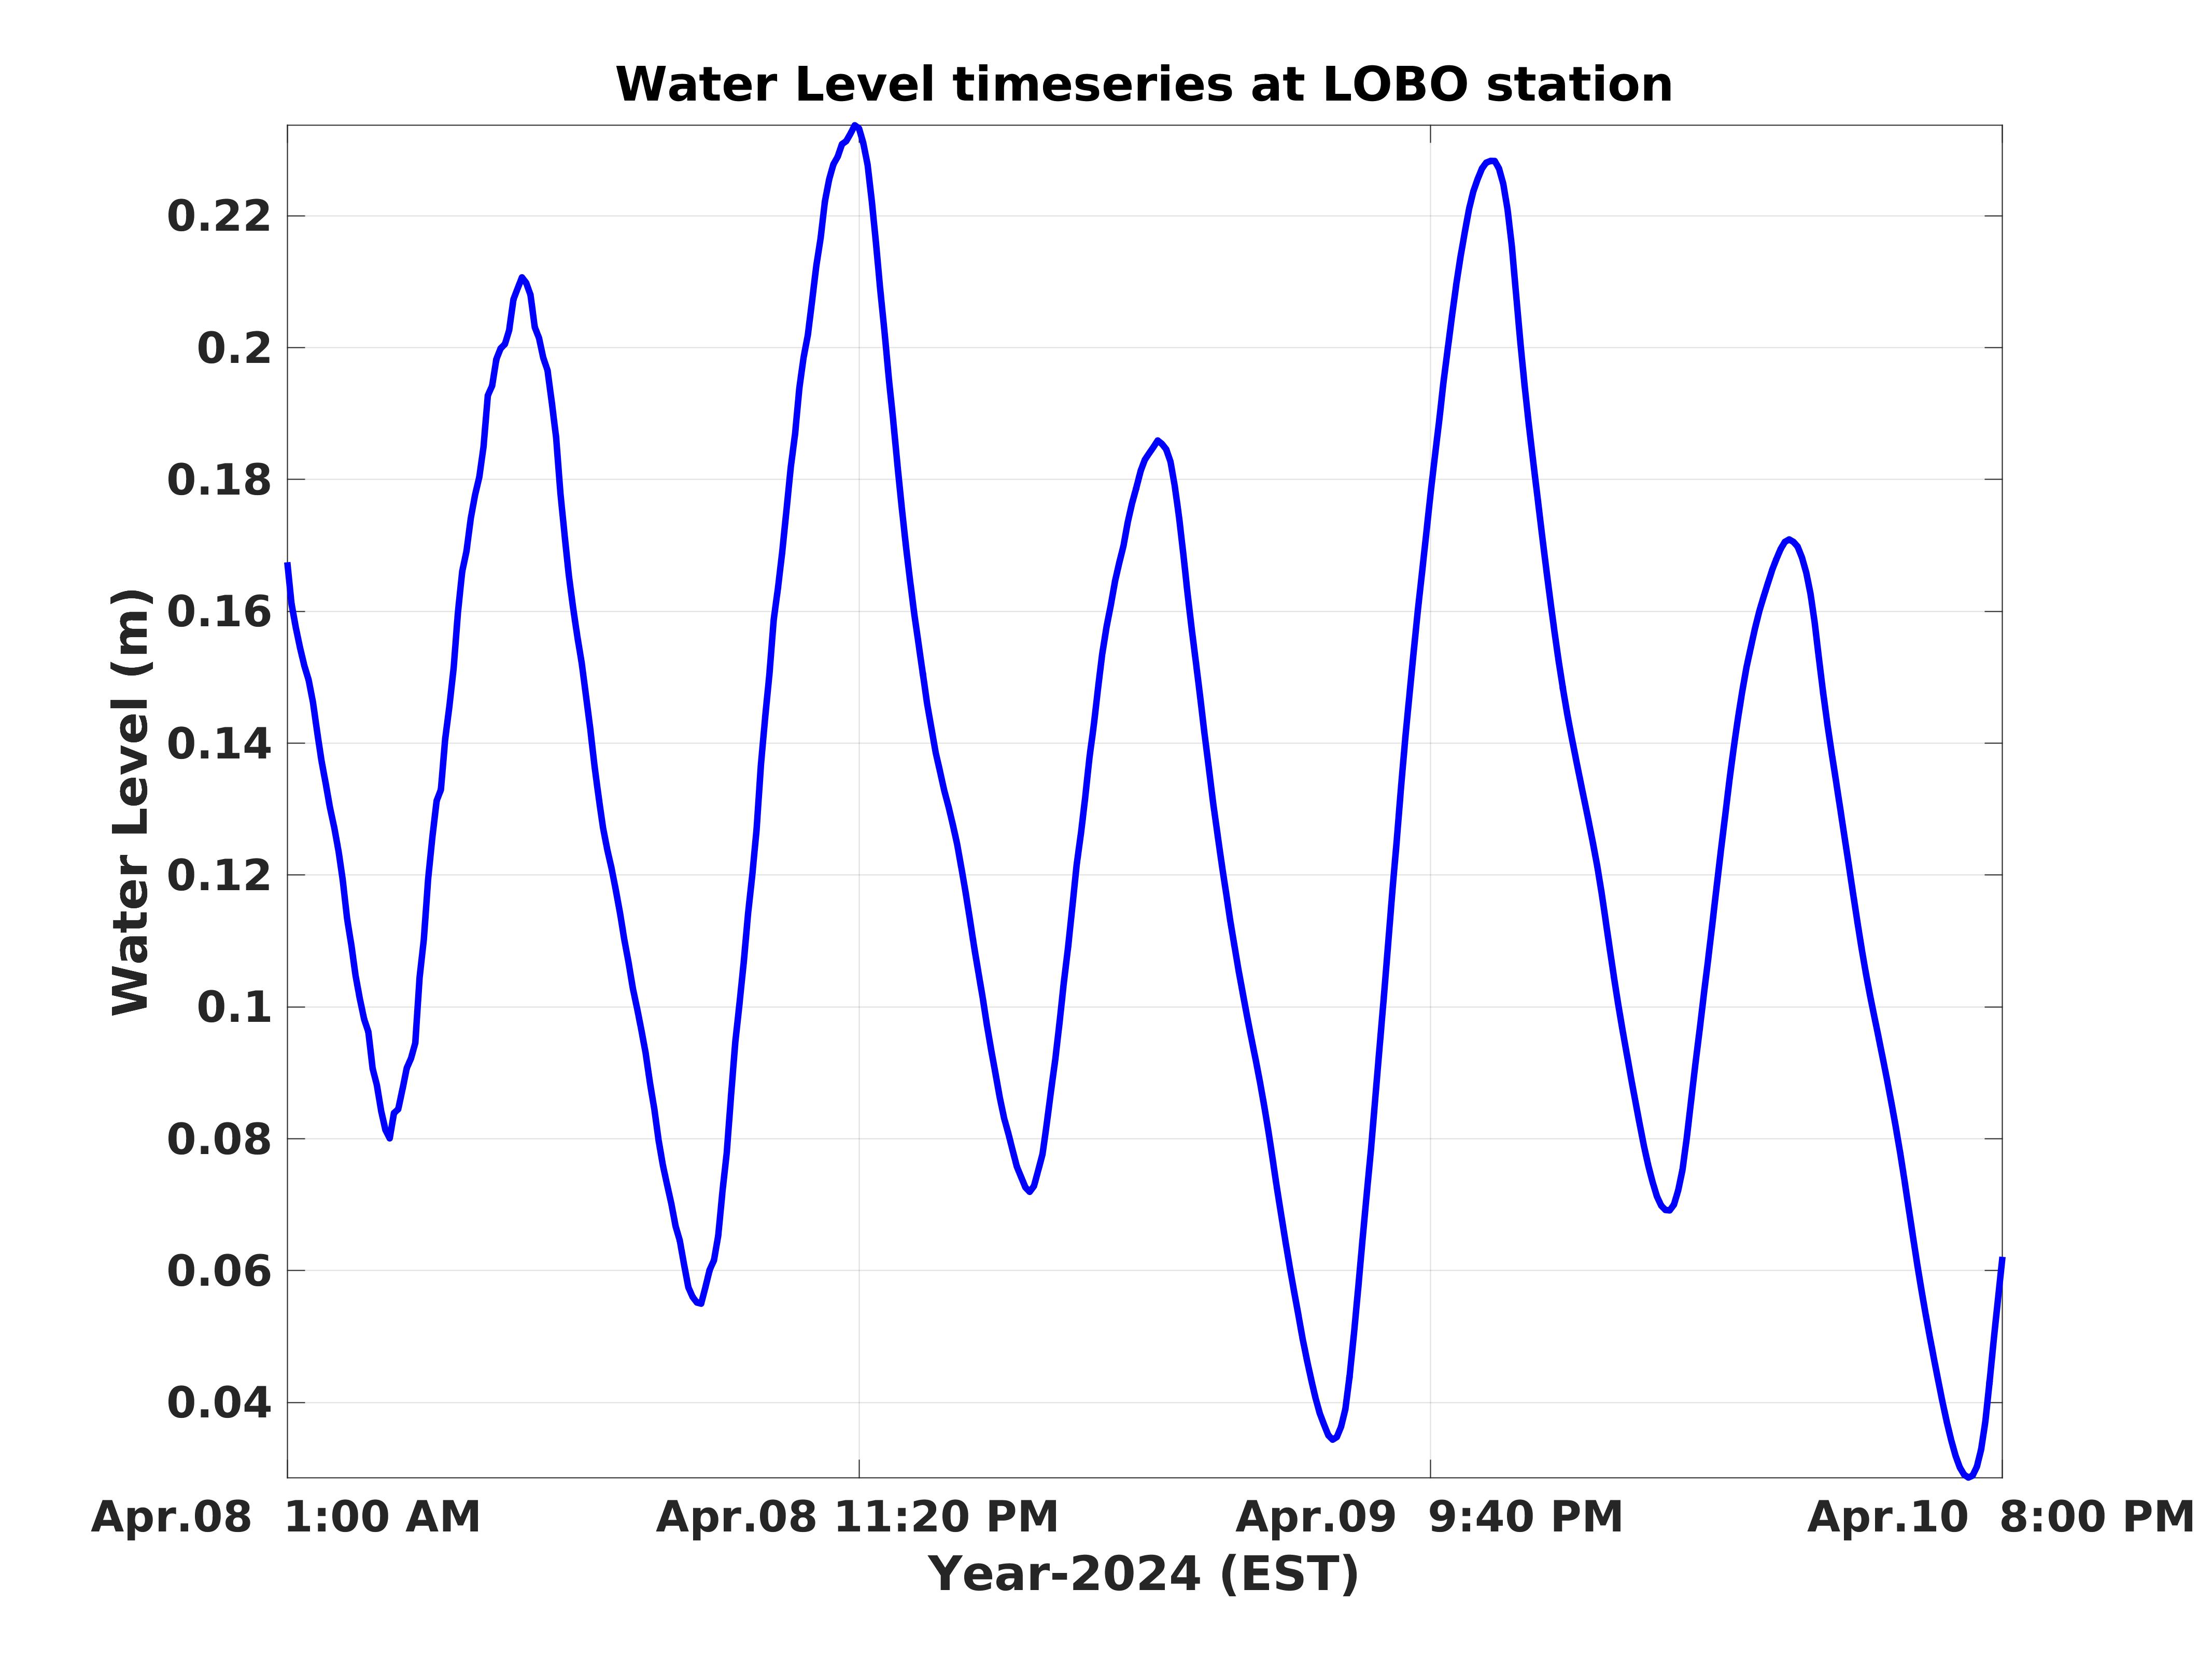 Water Level timeseries at LOBO station
Water Level (m)
0.22
0.2
0.18
0.16
0.14
0.12
0.1
0.08
0.06
0.04
Apr.08  1:00 AM
Apr.08 11:20 PM
Apr.09  9:40 PM
Apr.10  8:00 PM
Year-2024 (EST)